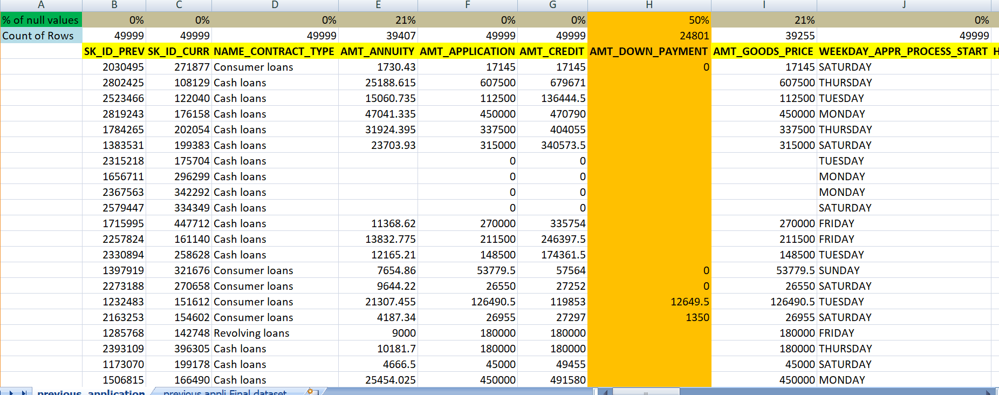 A B C D E F G H I J
% of null values 0% 0% 0% 21% 0% 0% 50% 21% 0%
Count of Rows 49999 49999 49999 39407 49999 49999 24801 39255 49999
SK_ID_PREV SK_ID_CURR NAME_CONTRACT_TYPE AMT_ANNUITY AMT_APPLICATION AMT_CREDIT AMT_DOWN_PAYMENT AMT_GOODS_PRICE WEEKDAY_APPR_PROCESS_START H
2030495 271877 Consumer loans 1730.43 17145 17145 0 17145 SATURDAY
2802425 108129 Cash loans 25188.615 607500 679671 607500 THURSDAY
2523466 122040 Cash loans 15060.735 112500 136444.5 112500 TUESDAY
2819243 176158 Cash loans 47041.335 450000 470790 450000 MONDAY
1784265 202054 Cash loans 31924.395 337500 404055 337500 THURSDAY
1383531 199383 Cash loans 23703.93 315000 340573.5 315000 SATURDAY
2315218 175704 Cash loans 0 0 TUESDAY
1656711 296299 Cash loans 0 0 MONDAY
2367563 342292 Cash loans 0 0 MONDAY
2579447 334349 Cash loans 0 0 SATURDAY
1715995 447712 Cash loans 11368.62 270000 335754 270000 FRIDAY
2257824 161140 Cash loans 13832.775 211500 246397.5 211500 FRIDAY
2330894 258628 Cash loans 12165.21 148500 174361.5 148500 TUESDAY
1397919 321676 Consumer loans 7654.86 53779.5 57564 0 53779.5 SUNDAY
2273188 270658 Consumer loans 9644.22 26550 27252 0 26550 SATURDAY
1232483 151612 Consumer loans 21307.455 126490.5 119853 12649.5 126490.5 TUESDAY
2163253 154602 Consumer loans 4187.34 26955 27297 1350 26955 SATURDAY
1285768 142748 Revolving loans 9000 180000 180000 180000 FRIDAY
2393109 396305 Cash loans 10181.7 180000 180000 180000 THURSDAY
1173070 199178 Cash loans 4666.5 45000 49455 45000 SATURDAY
1506815 166490 Cash loans 25454.025 450000 491580 450000 MONDAY
previous_application previous appli Final dataset